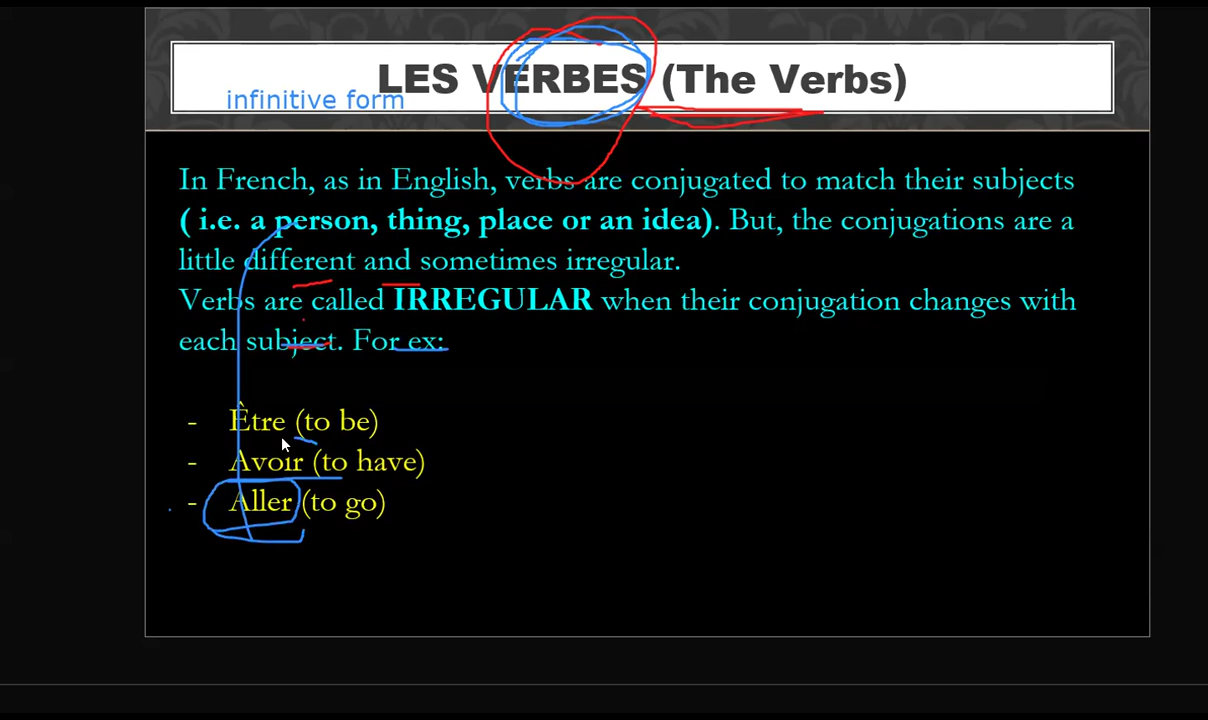 LES VERBES (The Verbs)
infinitive form
In French, as in English, verbs are conjugated to match their subjects
( i.e. a person, thing, place or an idea). But, the conjugations are a
little different and sometimes irregular.
Verbs are called IRREGULAR when their conjugation changes with
each subject. For ex:
- Être (to be)
- Avoir (to have)
- Aller (to go)